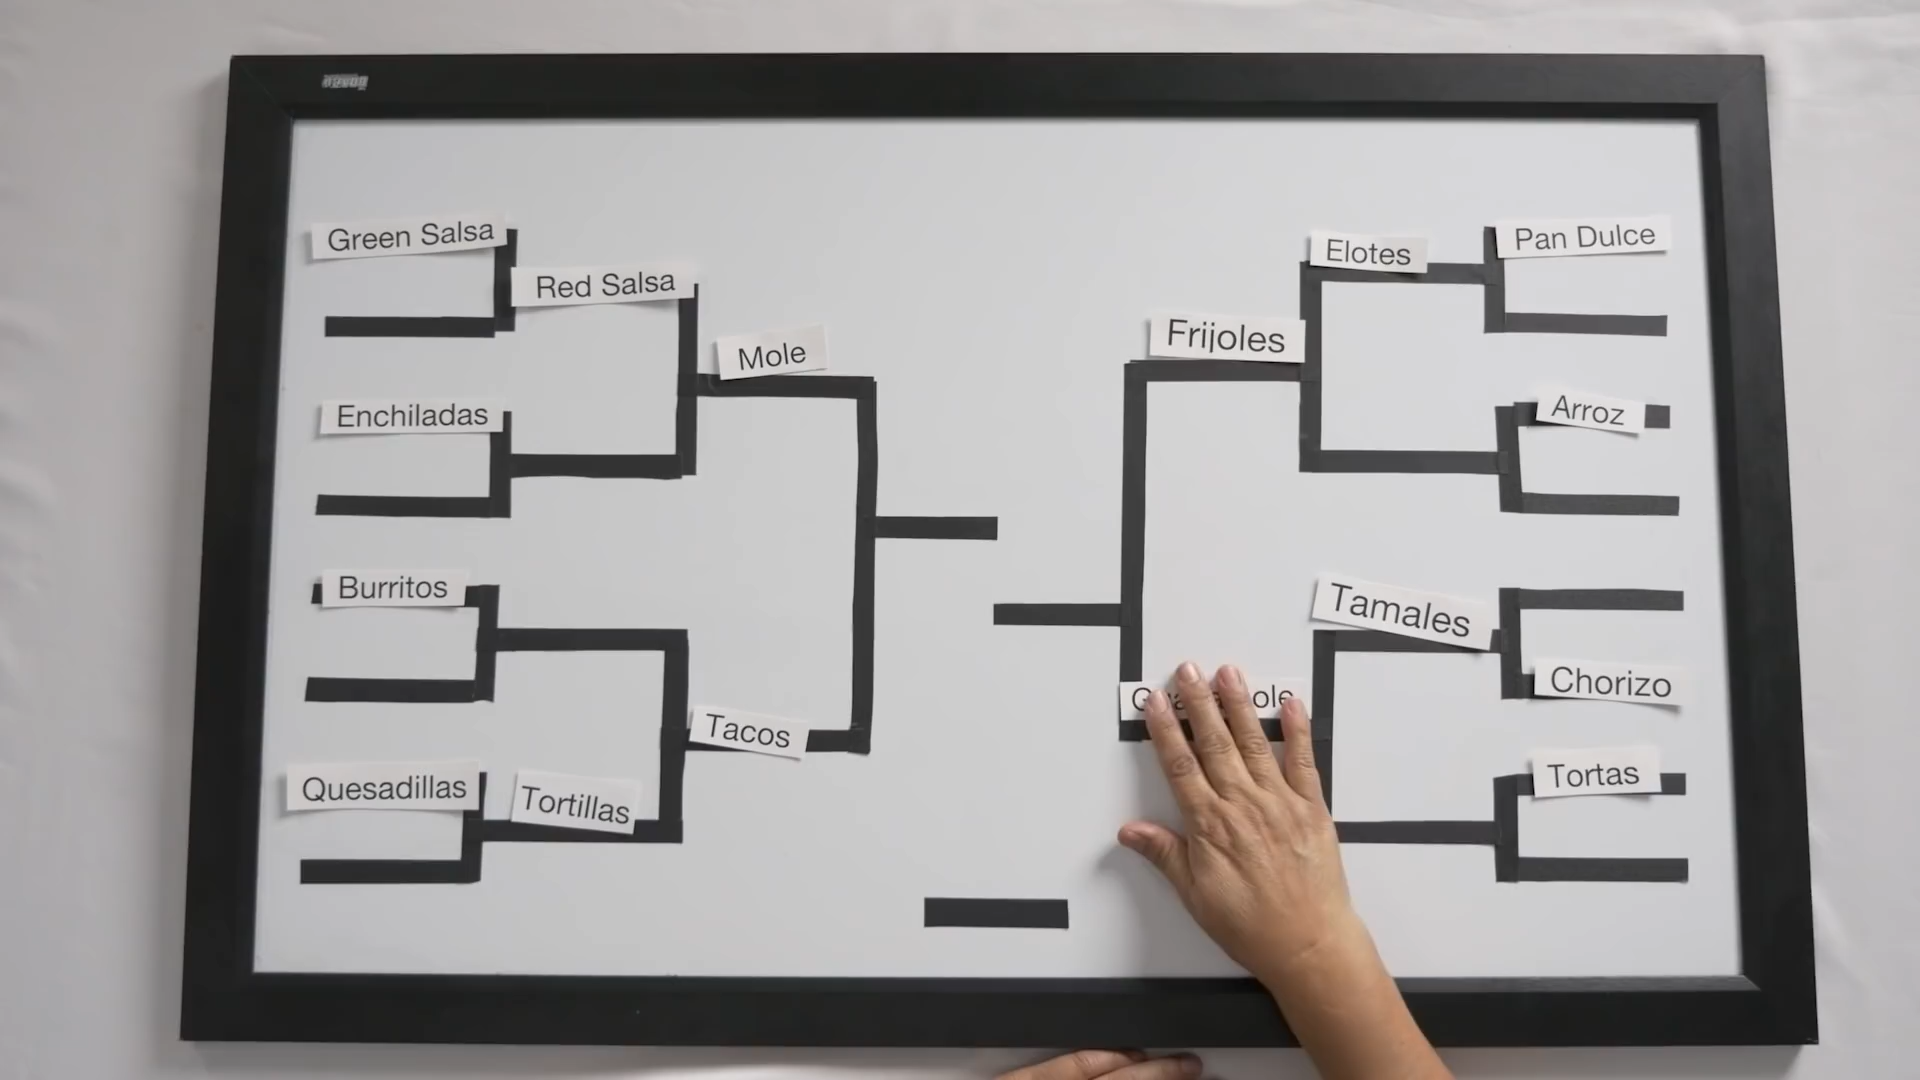 Green Salsa
Red Salsa
Mole
Enchiladas
Burritos
Tacos
Quesadillas
Tortillas
Elotes
Pan Dulce
Frijoles
Arroz
Tamales
Chorizo
Tortas